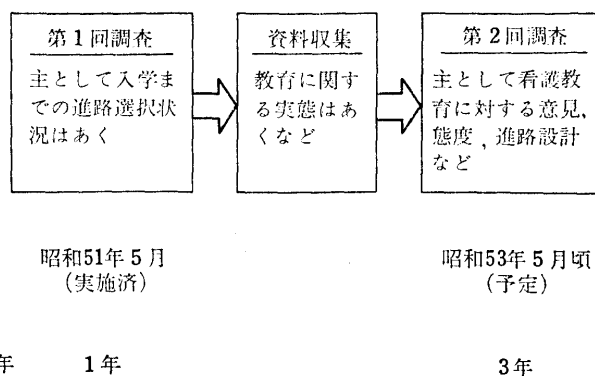 第1回調査
主として入学ま
での進路選択状
況はあく
資料収集
教育に関す
る実態はあ
くなど
第2回調査
主として看護教
育に対する意見,
態度，進路設計
など
昭和51年5月
(実施済)
昭和53年5月頃
(予定)
年
1年
3年